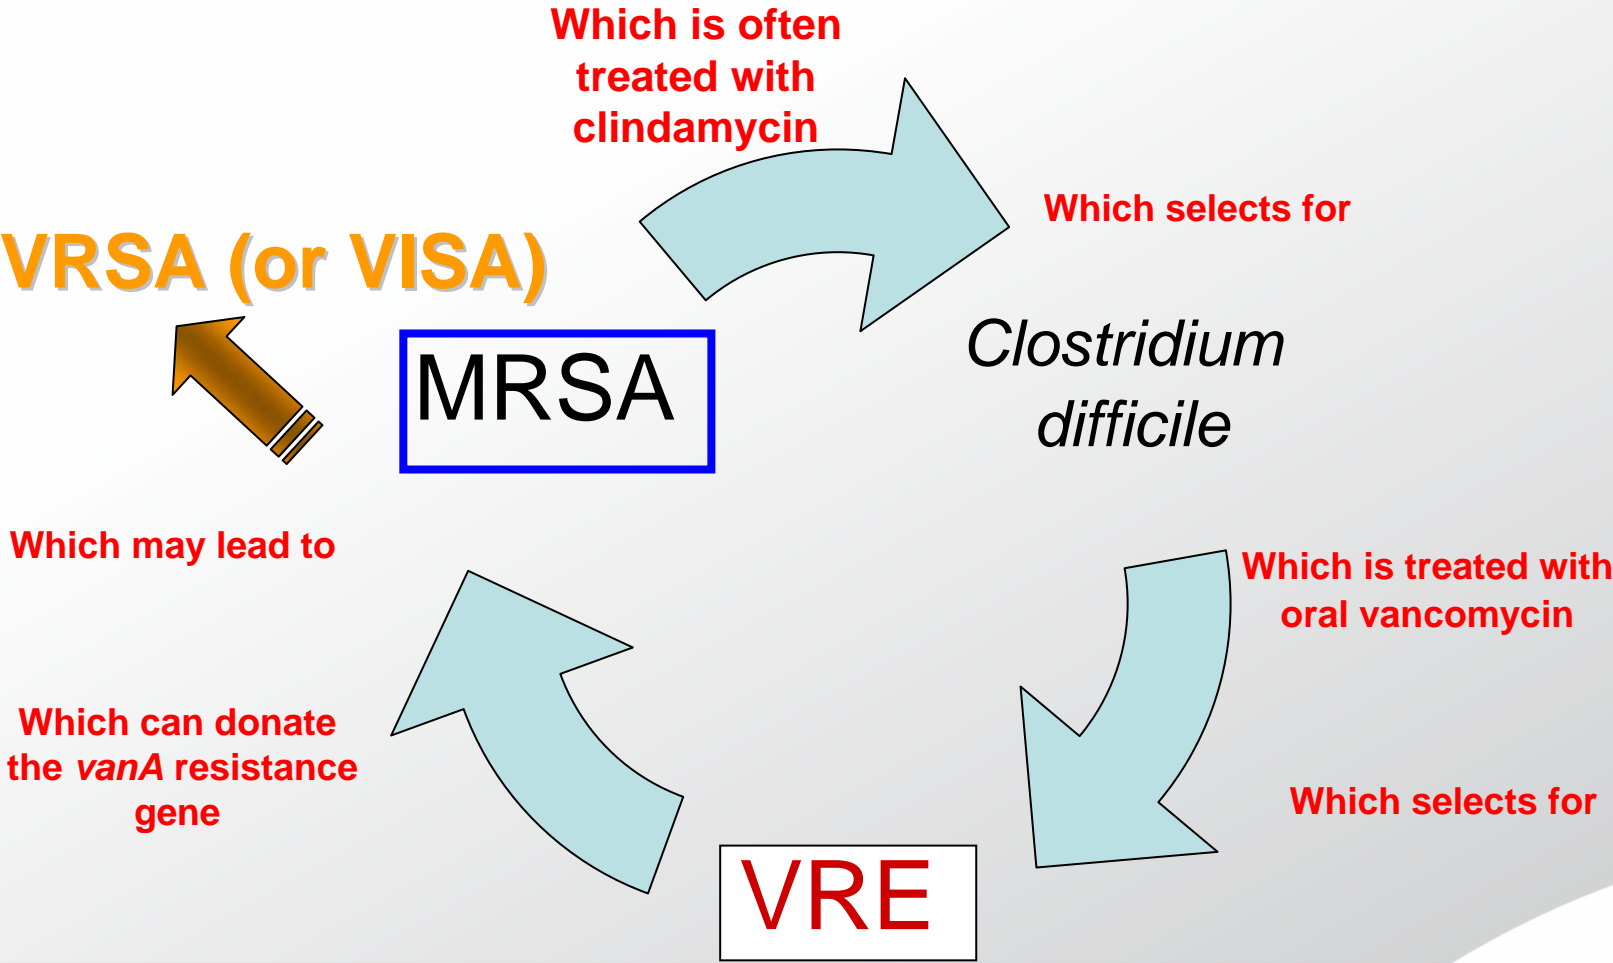 Which is often
treated with
clindamycin
Which selects for
VRSA (or VISA)
MRSA
Clostridium
difficile
Which may lead to
Which is treated with
oral vancomycin
Which can donate
the vanA resistance
gene
Which selects for
VRE